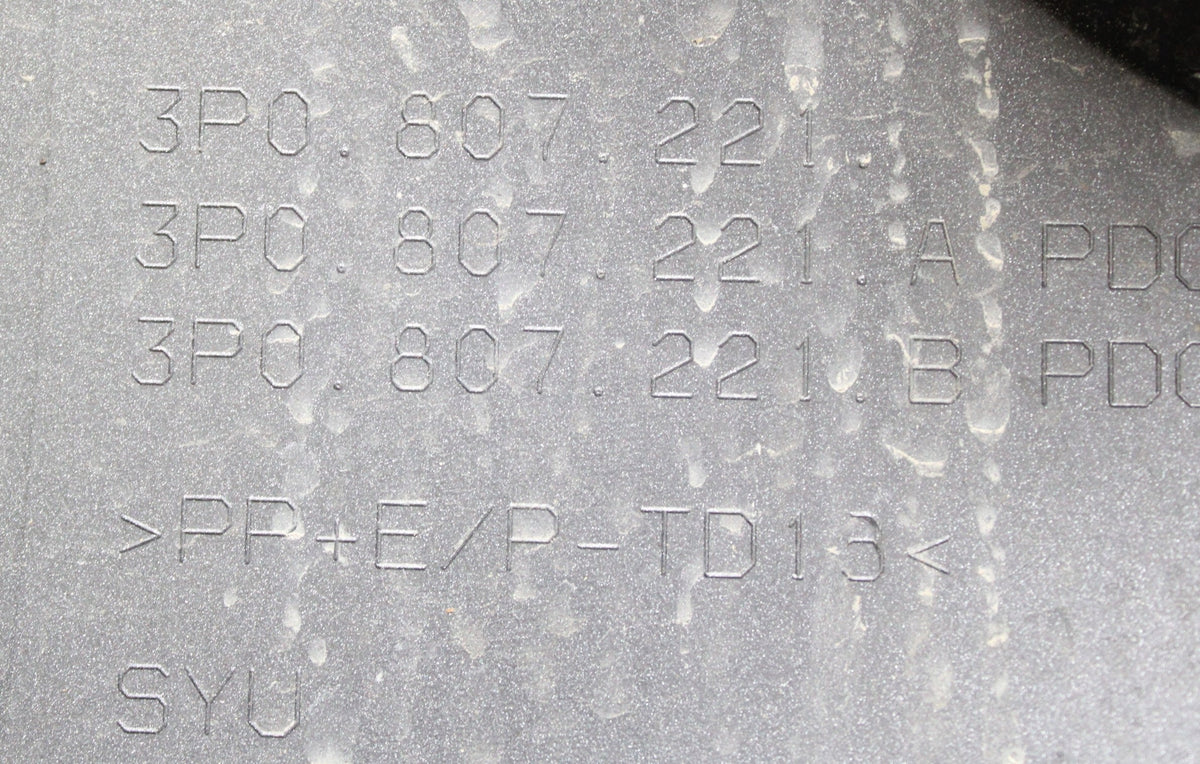 3P0.807.221.
3P0.807.221.A PDC
3P0.807.221.B PDC
>PP+E/P-TD13<
SYU